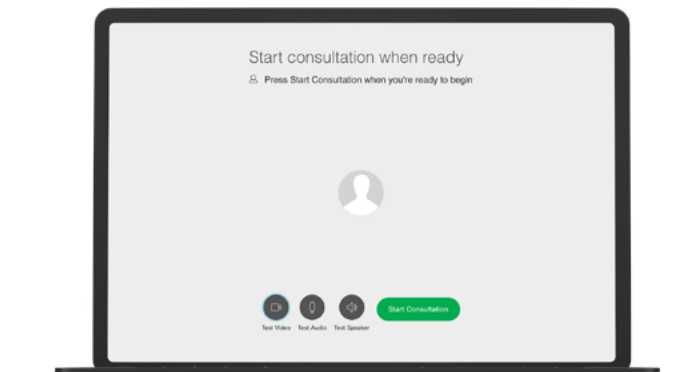 Start consultation when ready
Press Start Consultation when you're ready to begin
Test Video Test Audio Test Speaker
Start Consultation